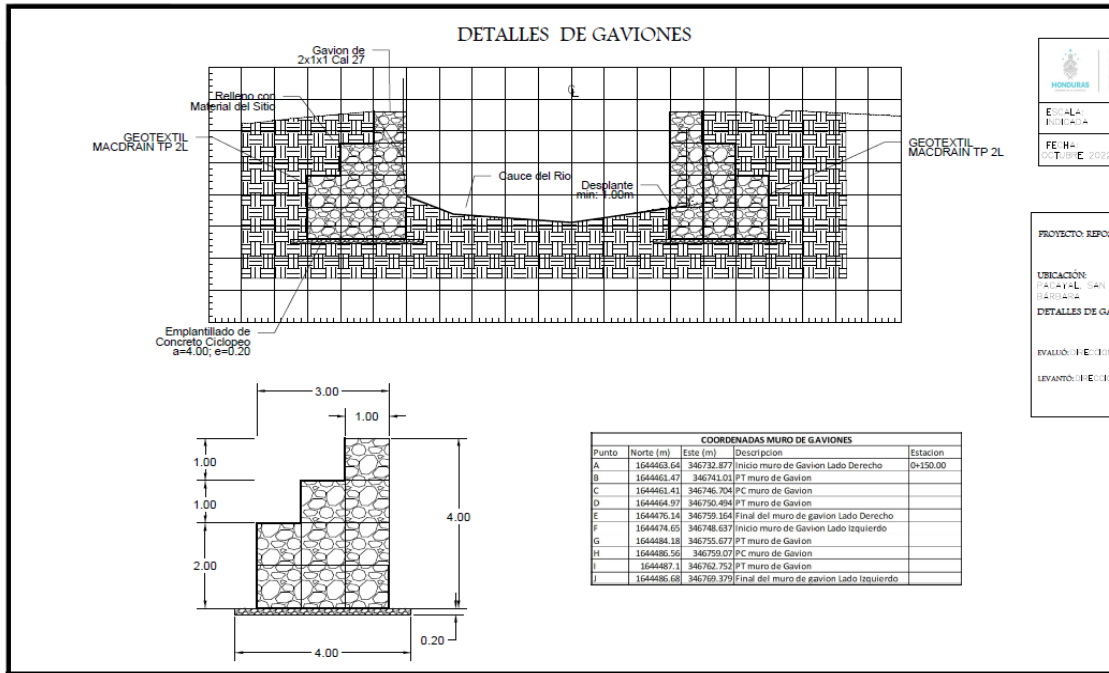 DETALLES DE GAVIONES
Gavion de
2x1x1 Cal 27
Relleno con
Material del Sitio
GEOTEXTIL
MACDRAIN TP 2L
Cauce del Rio
Desplante
min: 1.00m
GEOTEXTIL
MACDRAIN TP 2L
Emplantillado de
Concreto Ciclopeo
a=4.00; e=0.20
3.00
1.00
1.00
1.00
2.00
4.00
0.20
4.00
COORDENADAS MURO DE GAVIONES
Punto Norte (m) Este (m) Descripcion Estacion
A 1644463.64 346732.877 Inicio muro de Gavion Lado Derecho 0+150.00
B 1644461.47 346741.01 PT muro de Gavion
C 1644461.41 346746.704 PC muro de Gavion
D 1644464.97 346750.494 PT muro de Gavion
E 1644476.14 346759.164 Final del muro de gavion Lado Derecho
F 1644474.65 346748.637 Inicio muro de Gavion Lado Izquierdo
G 1644484.18 346755.677 PT muro de Gavion
H 1644486.56 346759.07 PC muro de Gavion
I 1644487.1 346762.752 PT muro de Gavion
J 1644486.68 346769.379 Final del muro de gavion Lado Izquierdo
HONDURAS
ESCALA:
INDICADA
FECHA:
OCTUBRE 2022
PROYECTO: REPO
UBICACIÓN:
PACAYAL, SAN
BÁRBARA
DETALLES DE GA
EVALUÓ: DIRECCIO
LEVANTÓ: DIRECCIO